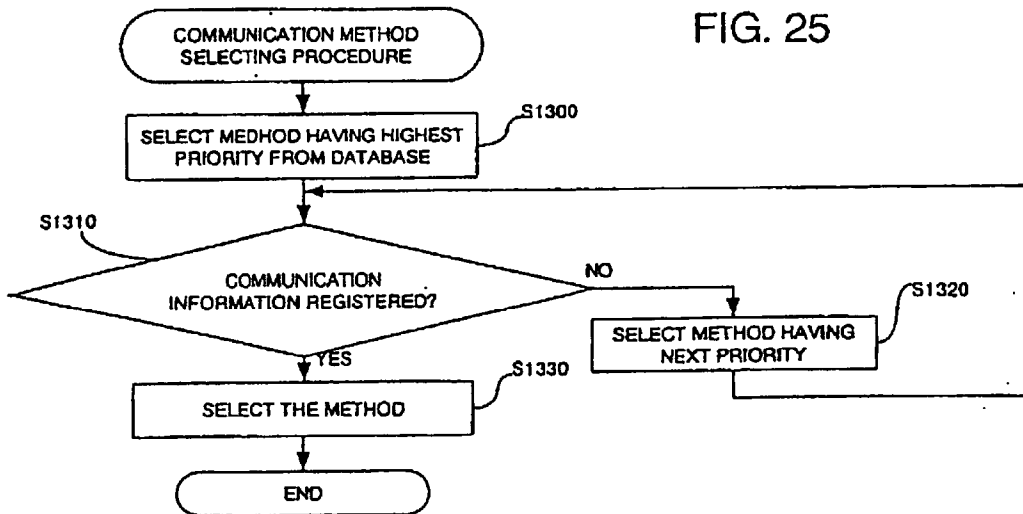 FIG. 25
COMMUNICATION METHOD
SELECTING PROCEDURE
S1300
SELECT MEDHOD HAVING HIGHEST
PRIORITY FROM DATABASE
S1310
COMMUNICATION
INFORMATION REGISTERED?
NO
S1320
SELECT METHOD HAVING
NEXT PRIORITY
YES
S1330
SELECT THE METHOD
END